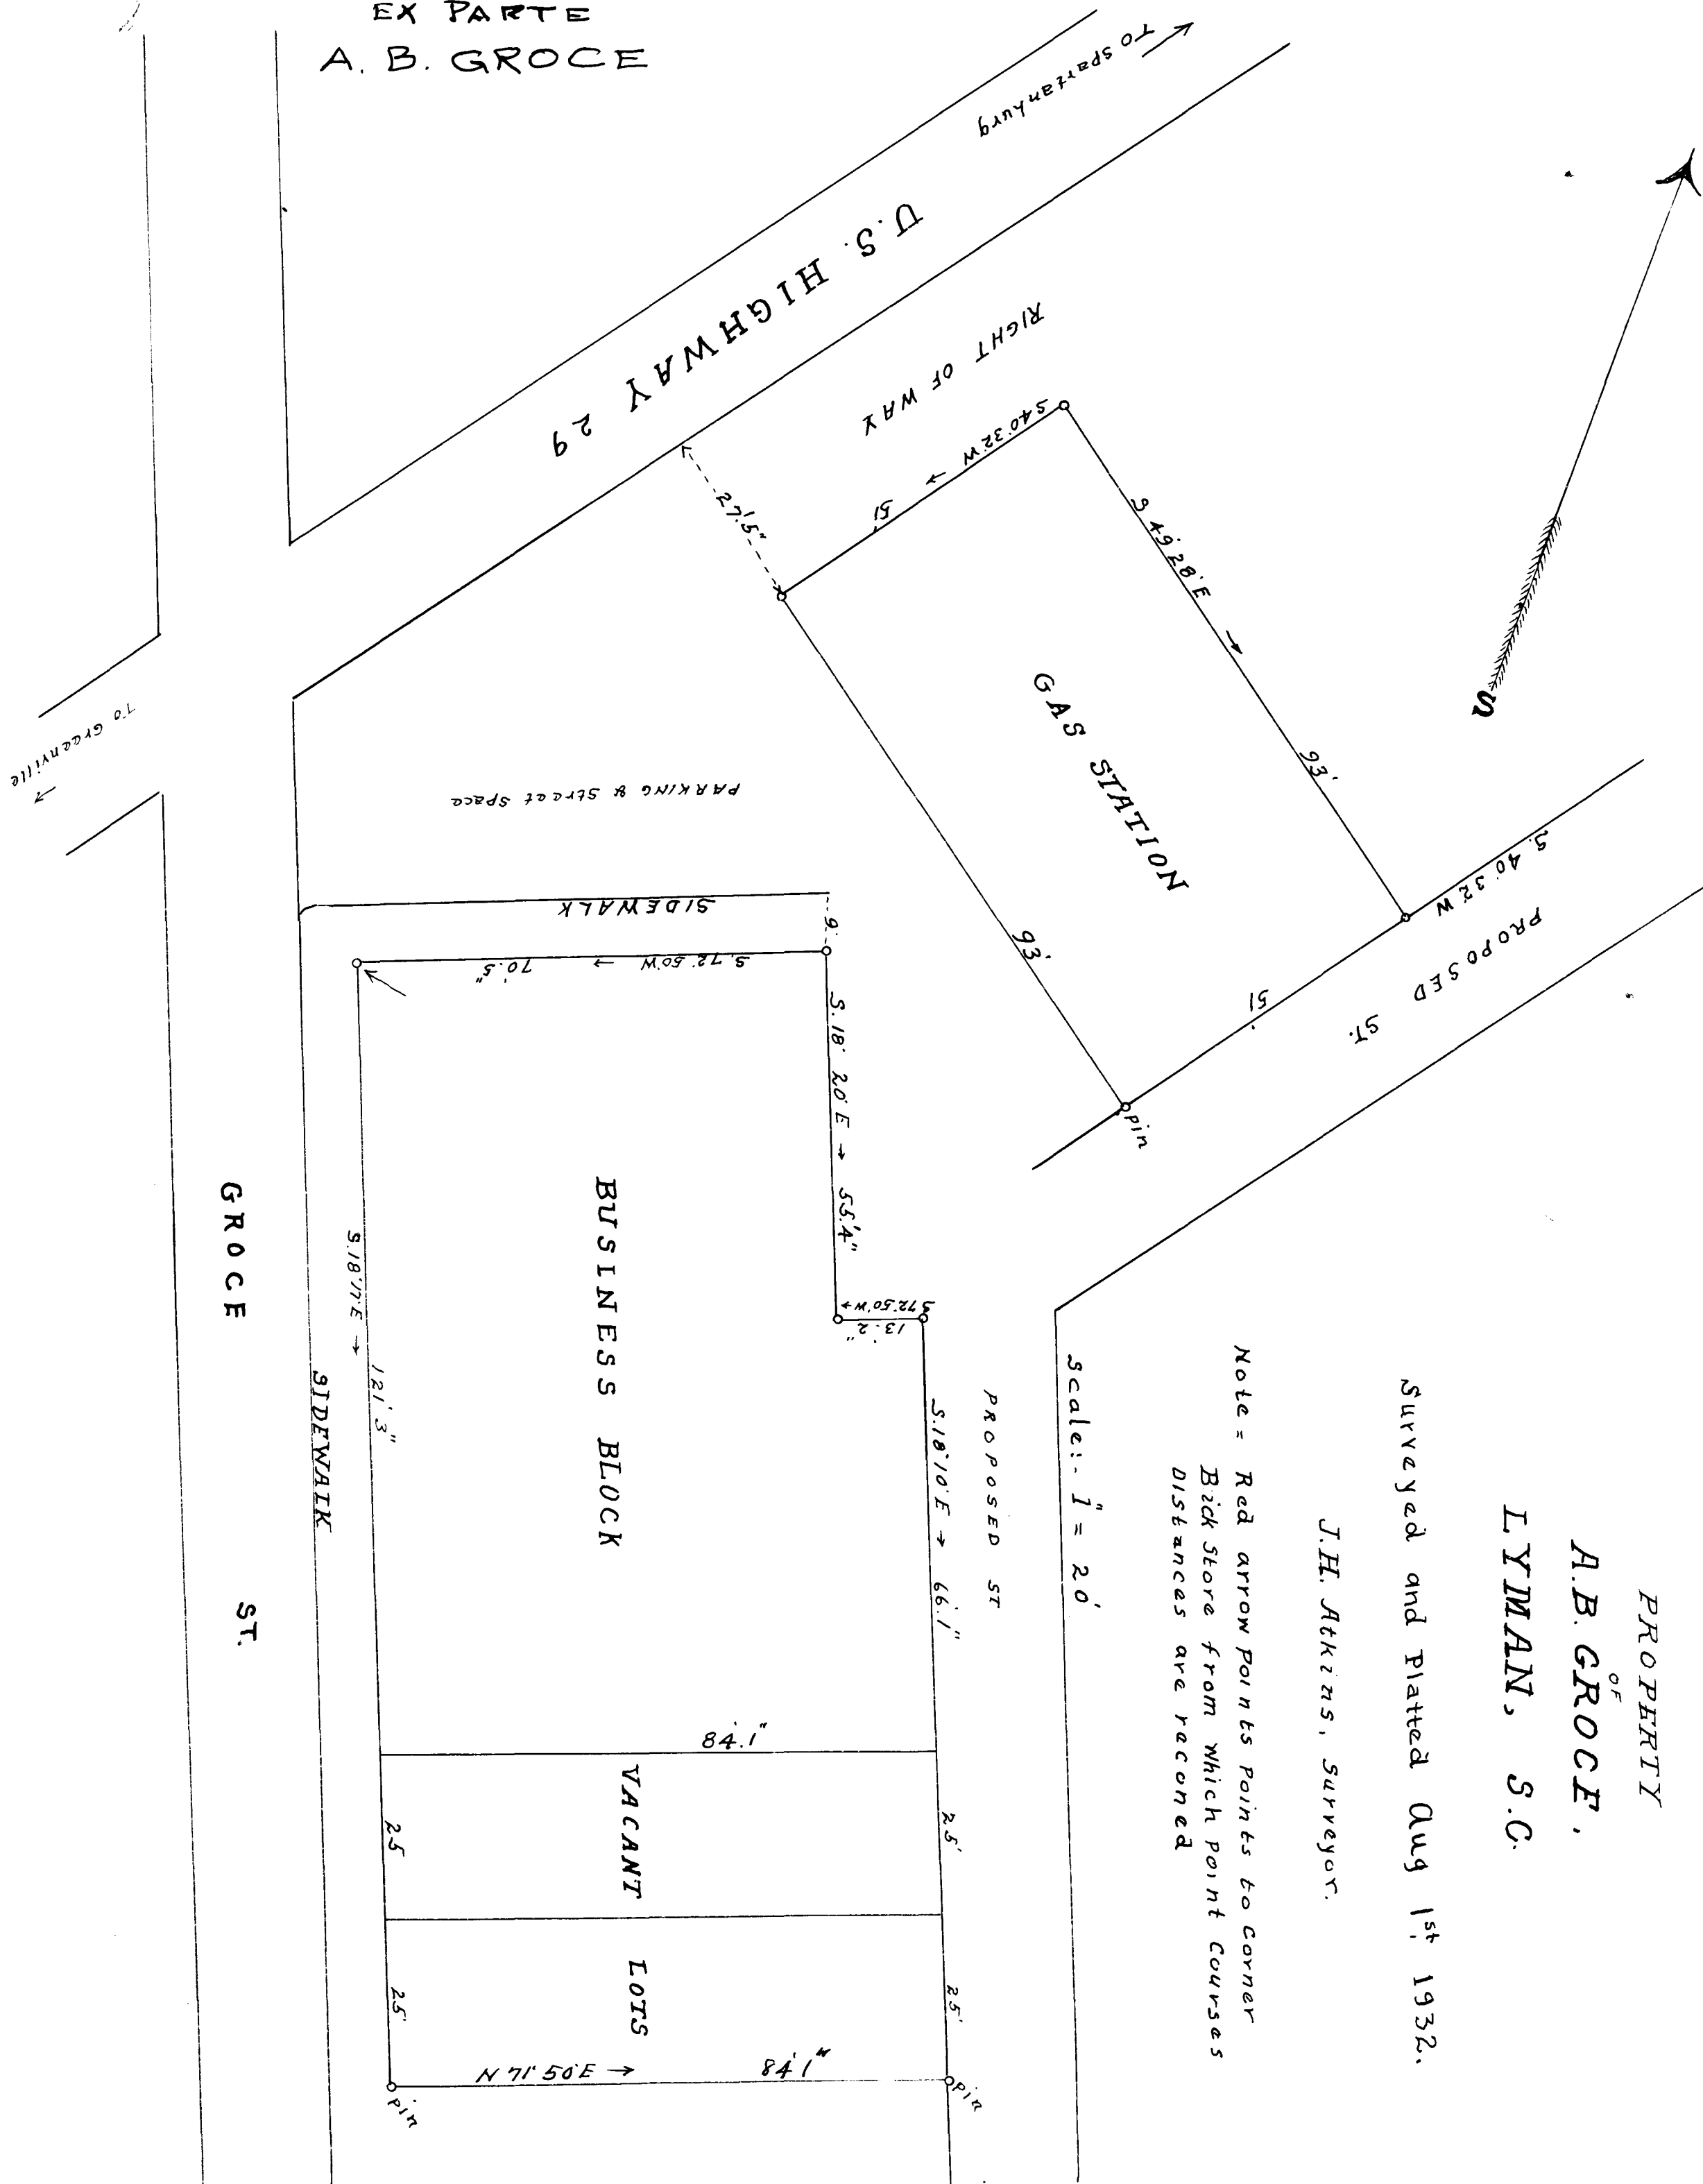 EX PARTE
A. B. GROCE
TO Spartanburg
U.S. HIGHWAY 29
RIGHT OF WAY
S 40° 32' W
51'
27'.5"
S 49° 28' E
93'
GAS STATION
93'
51'
S. 40° 32' W
PROPOSED ST.
pin
S
TO Greenville
PARKING & Street Space
SIDEWALK
9'
S. 72° 50' W
70'.5"
S. 18° 20' E
55'.4"
S 72° 50' W
13'.2"
S. 18° 10' E
66'.1"
PROPOSED ST
S. 18° 17' E
121' 3"
BUSINESS BLOCK
SIDEWALK
GROCE ST.
84'.1"
VACANT
25
25'
LOTS
25'
25'
N 71° 50' E
84'1"
pin
pin
PROPERTY
OF
A.B. GROCE,
LYMAN, S.C.
Surveyed and Platted Aug 1st, 1932.
J.H. Atkins, Surveyor.
Note = Red arrow points points to corner
Bick Store from which point Courses
Distances are reconed
Scale:- 1" = 20'